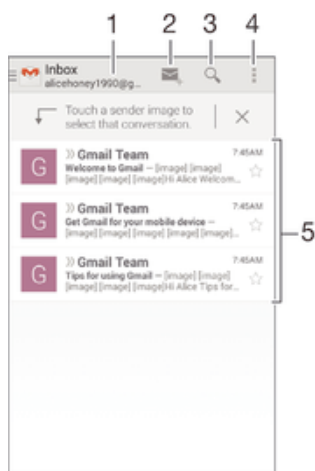 1 2 3 4
Inbox
alicehoney1990@g...
Touch a sender image to
select that conversation.
G
Gmail Team
7:45AM
Welcome to Gmail – [image] [image]
[image] [image] [image]Hi Alice Welcom...
G
Gmail Team
7:45AM
Get Gmail for your mobile device –
[image] [image] [image] [image] [image]...
G
Gmail Team
7:45AM
Tips for using Gmail – [image] [image]
[image] [image] [image]Hi Alice Tips for...
5